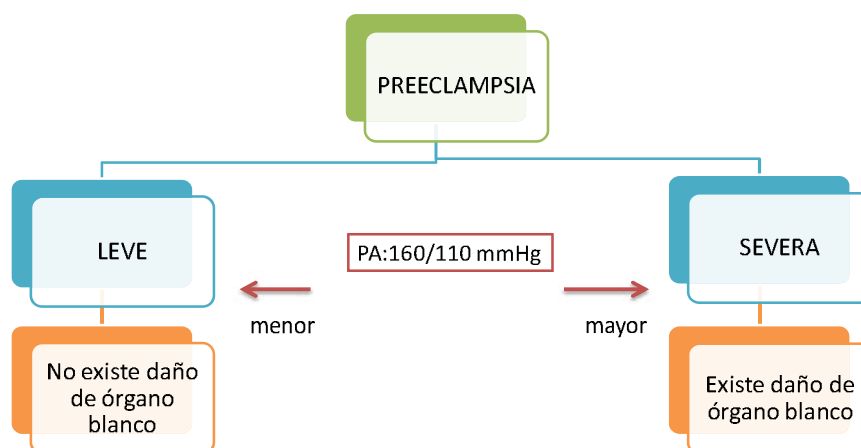 PREECLAMPSIA
LEVE
PA:160/110 mmHg
SEVERA
menor
mayor
No existe daño
de órgano
blanco
Existe daño de
órgano blanco